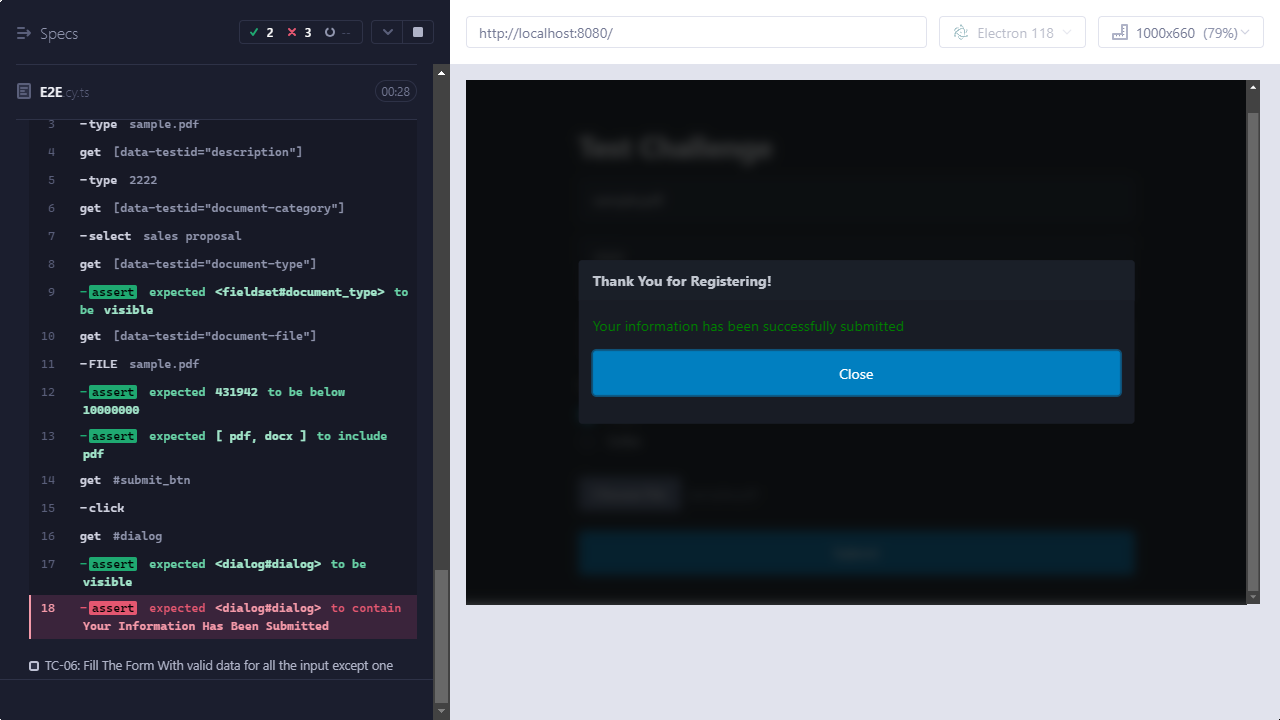 Specs
2
3
--
http://localhost:8080/
Electron 118
1000x660 (79%)
E2E.cy.ts
00:28
3 -type sample.pdf
4 get [data-testid="description"]
5 -type 2222
6 get [data-testid="document-category"]
7 -select sales proposal
8 get [data-testid="document-type"]
9 -assert expected <fieldset#document_type> to
be visible
10 get [data-testid="document-file"]
11 -FILE sample.pdf
12 -assert expected 431942 to be below
10000000
13 -assert expected [ pdf, docx ] to include
pdf
14 get #submit_btn
15 -click
16 get #dialog
17 -assert expected <dialog#dialog> to be
visible
18 -assert expected <dialog#dialog> to contain
Your Information Has Been Submitted
TC-06: Fill The Form With valid data for all the input except one
Test Challenge
Thank You for Registering!
Your information has been successfully submitted
Close